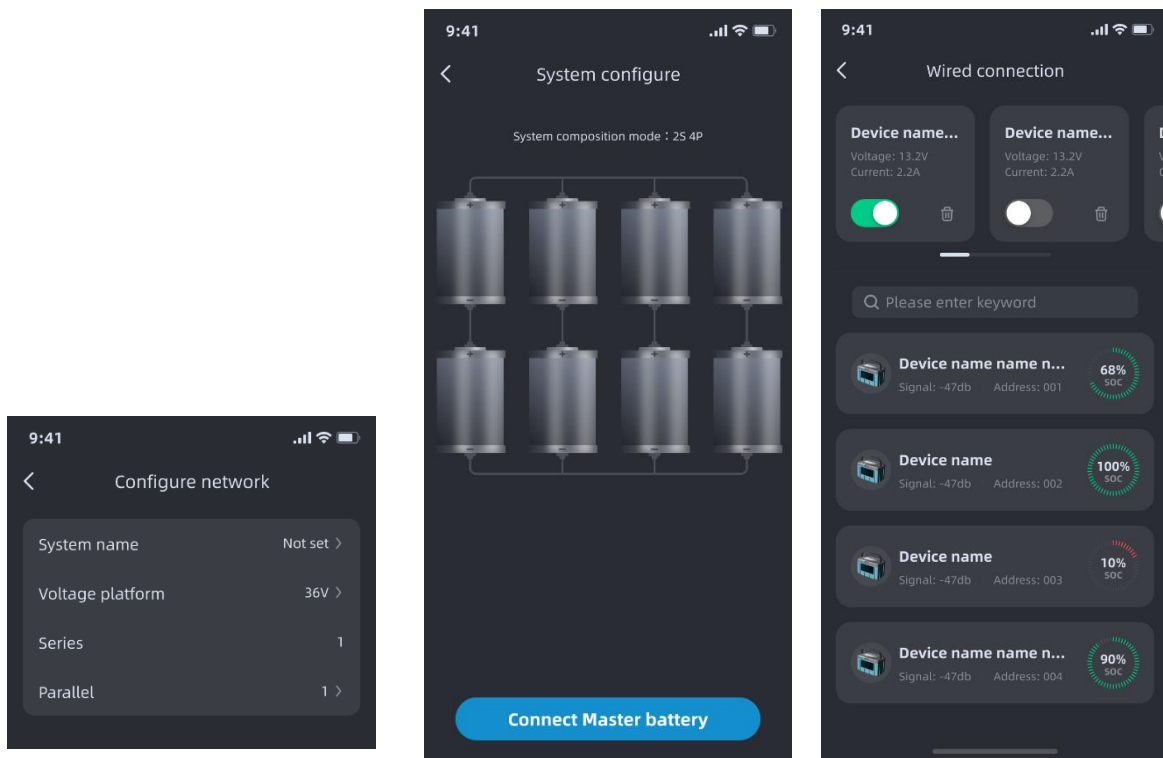 9:41
Configure network
System name Not set
Voltage platform 36V
Series 1
Parallel 1
9:41
System configure
System composition mode：2S 4P
Connect Master battery
9:41
Wired connection
Device name... Device name...
Voltage: 13.2V Voltage: 13.2V
Current: 2.2A Current: 2.2A
Please enter keyword
Device name name n... 68%
Signal: -47db Address: 001 SOC
Device name 100%
Signal: -47db Address: 002 SOC
Device name 10%
Signal: -47db Address: 003 SOC
Device name name n... 90%
Signal: -47db Address: 004 SOC